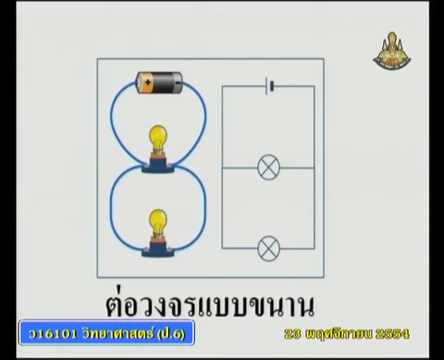 ต่อวงจรแบบขนาน
ว16101 วิทยาศาสตร์ (ป.6)
23 พฤศจิกายน 2554